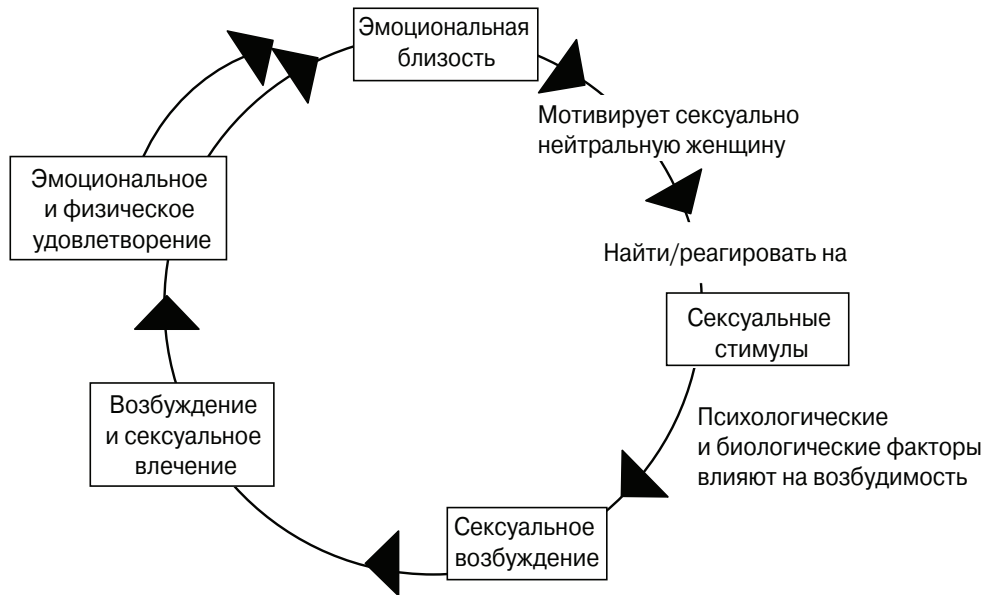 Эмоциональная
близость
Мотивирует сексуально
нейтральную женщину
Найти/реагировать на
Сексуальные
стимулы
Психологические
и биологические факторы
влияют на возбудимость
Сексуальное
возбуждение
Возбуждение
и сексуальное
влечение
Эмоциональное
и физическое
удовлетворение